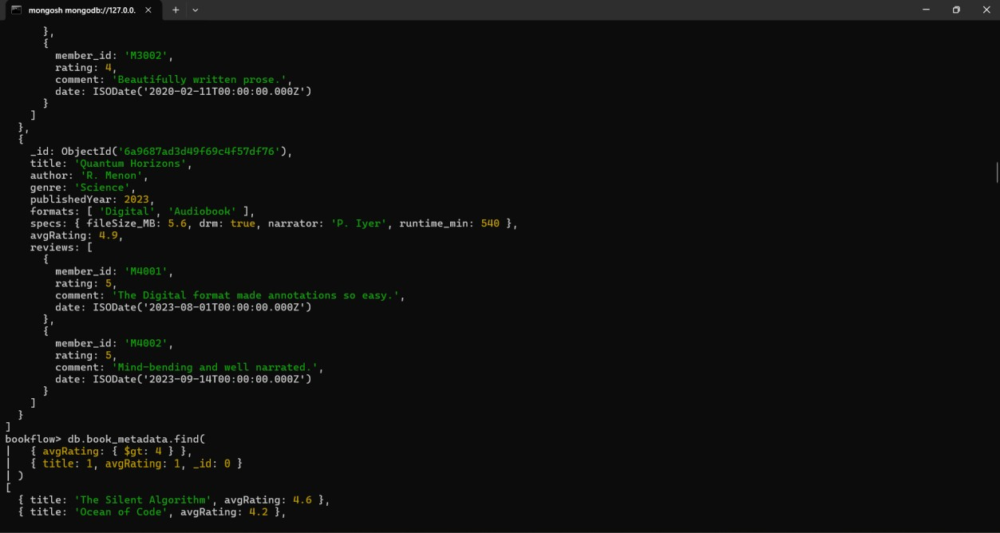 mongosh mongodb://127.0.0.
      },
      {
        member_id: 'M3002',
        rating: 4,
        comment: 'Beautifully written prose.',
        date: ISODate('2020-02-11T00:00:00.000Z')
      }
    ]
  },
  {
    _id: ObjectId('6a9687ad3d49f69c4f57df76'),
    title: 'Quantum Horizons',
    author: 'R. Menon',
    genre: 'Science',
    publishedYear: 2023,
    formats: [ 'Digital', 'Audiobook' ],
    specs: { fileSize_MB: 5.6, drm: true, narrator: 'P. Iyer', runtime_min: 540 },
    avgRating: 4.9,
    reviews: [
      {
        member_id: 'M4001',
        rating: 5,
        comment: 'The Digital format made annotations so easy.',
        date: ISODate('2023-08-01T00:00:00.000Z')
      },
      {
        member_id: 'M4002',
        rating: 5,
        comment: 'Mind-bending and well narrated.',
        date: ISODate('2023-09-14T00:00:00.000Z')
      }
    ]
  }
]
bookflow> db.book_metadata.find(
|   { avgRating: { $gt: 4 } },
|   { title: 1, avgRating: 1, _id: 0 }
| )
[
  { title: 'The Silent Algorithm', avgRating: 4.6 },
  { title: 'Ocean of Code', avgRating: 4.2 },